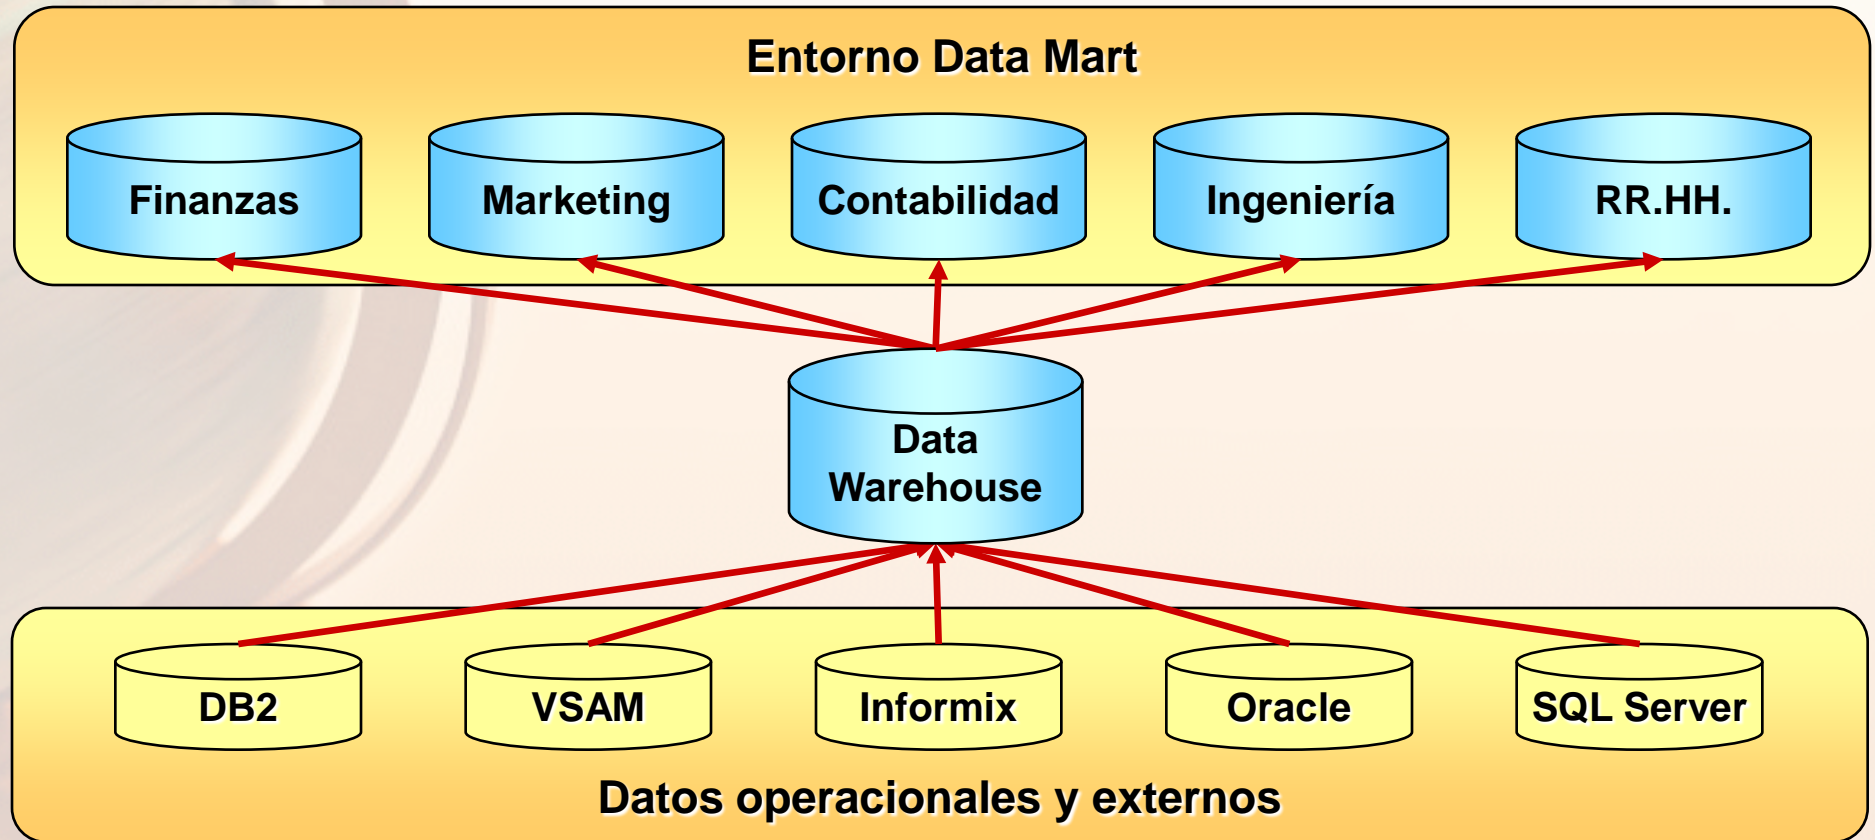 Entorno Data Mart
Finanzas
Marketing
Contabilidad
Ingeniería
RR.HH.
Data
Warehouse
DB2
VSAM
Informix
Oracle
SQL Server
Datos operacionales y externos